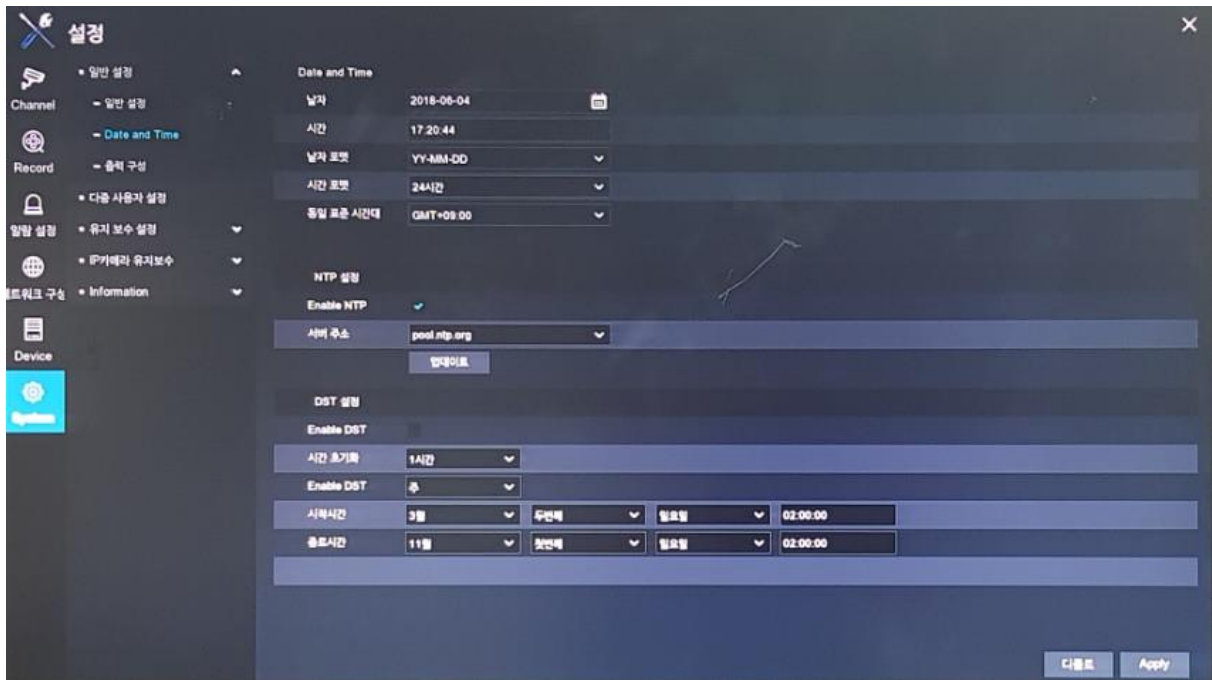 설정
Channel
Record
알람 설정
트워크 구성
Device
System
일반 설정
- 일반 설정
- Date and Time
- 출력 구성
다중 사용자 설정
유지 보수 설정
IP카메라 유지보수
Information
Date and Time
날자 2018-06-04
시간 17:20:44
날자 포맷 YY-MM-DD
시간 포맷 24시간
동일 표준 시간대 GMT+09:00
NTP 설정
Enable NTP
서버 주소 pool.ntp.org
업데이트
DST 설정
Enable DST
시간 초기화 1시간
Enable DST 주
시작시간 3월 두번째 일요일 02:00:00
종료시간 11월 첫번째 일요일 02:00:00
디폴트 Apply